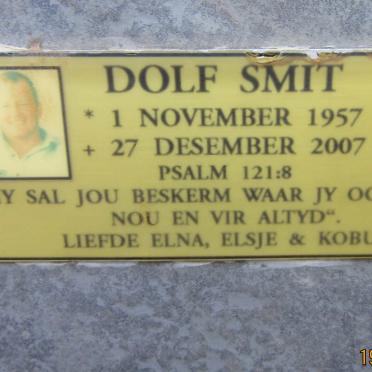 DOLF SMIT
* 1 NOVEMBER 1957
+ 27 DESEMBER 2007
PSALM 121:8
SAL JOU BESKERM WAAR JY
NOU EN VIR ALTYD“.
LIEFDE ELNA, ELSJE &
19